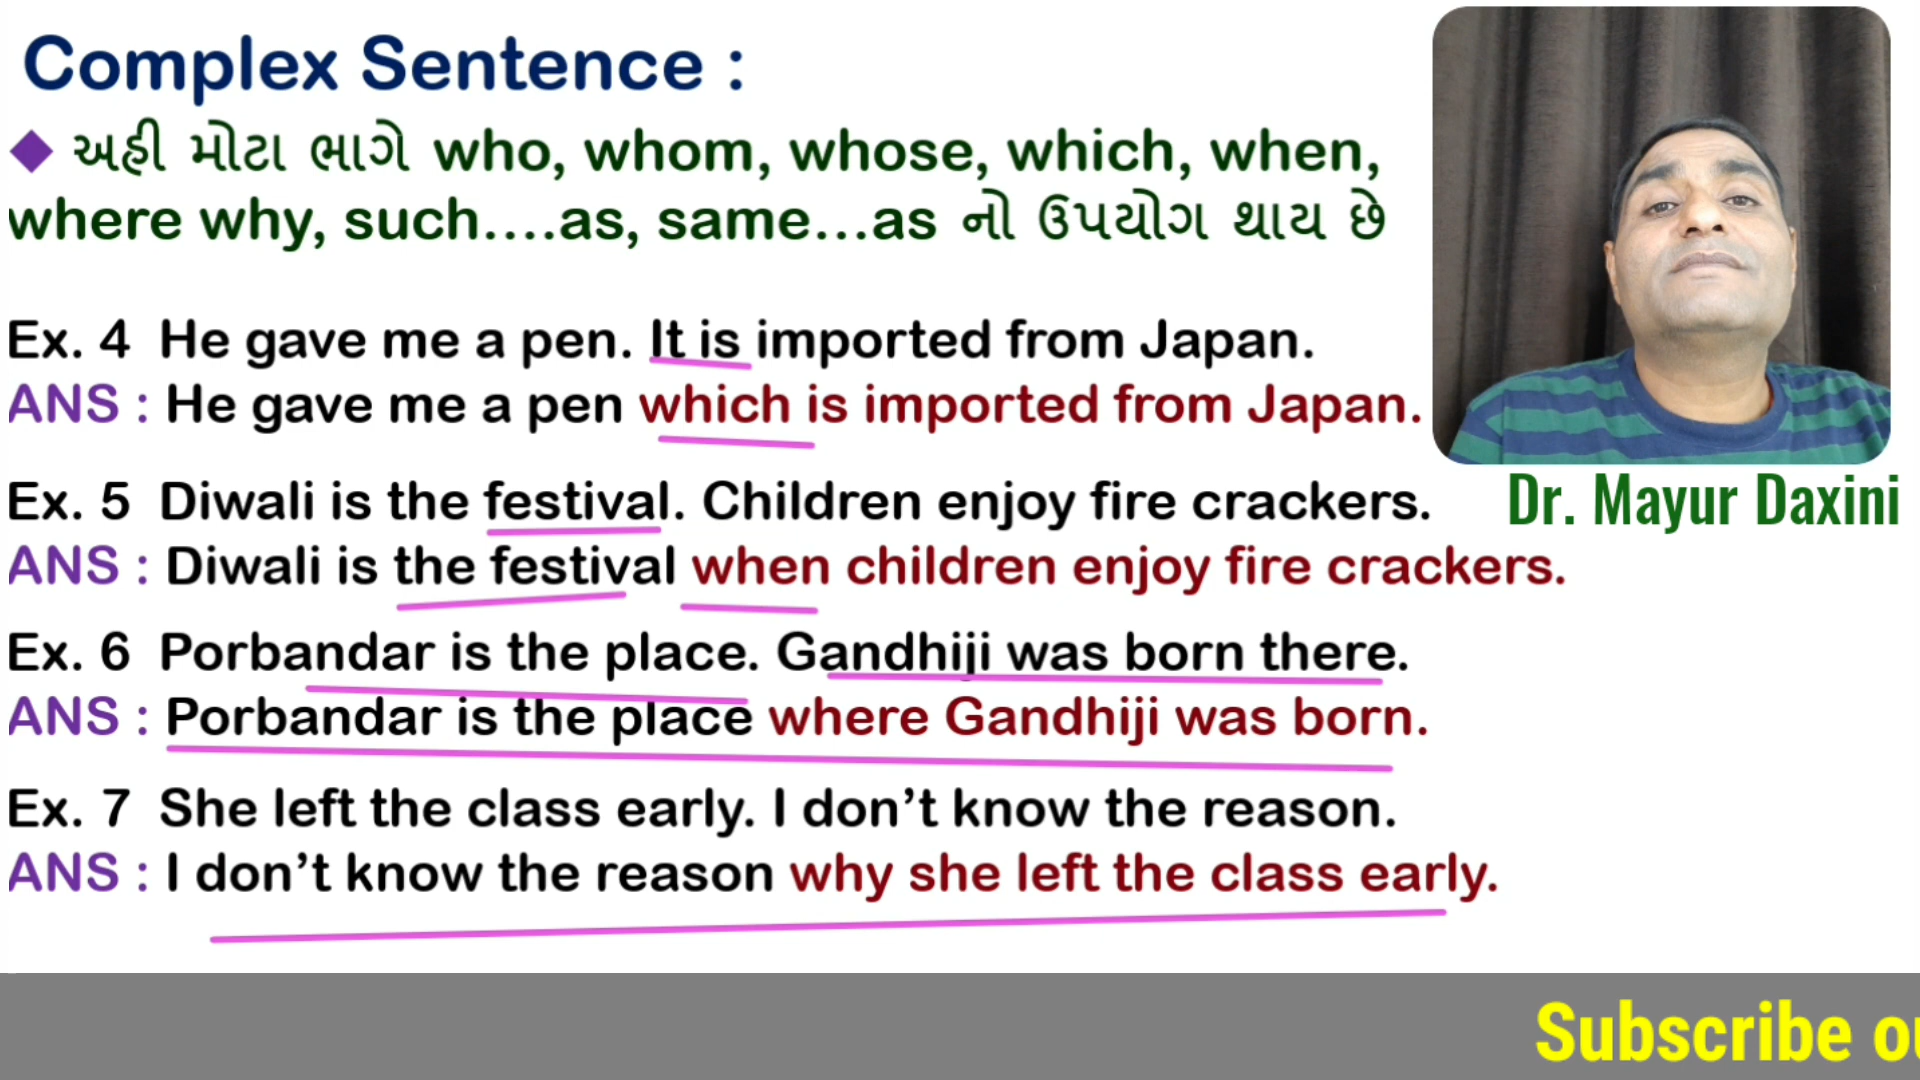 Complex Sentence :
◆ અહી મોટા ભાગે who, whom, whose, which, when,
where why, such....as, same...as નો ઉપયોગ થાય છે
Ex. 4 He gave me a pen. It is imported from Japan.
ANS : He gave me a pen which is imported from Japan.
Ex. 5 Diwali is the festival. Children enjoy fire crackers.
ANS : Diwali is the festival when children enjoy fire crackers.
Ex. 6 Porbandar is the place. Gandhiji was born there.
ANS : Porbandar is the place where Gandhiji was born.
Ex. 7 She left the class early. I don’t know the reason.
ANS : I don’t know the reason why she left the class early.
Dr. Mayur Daxini
Subscribe